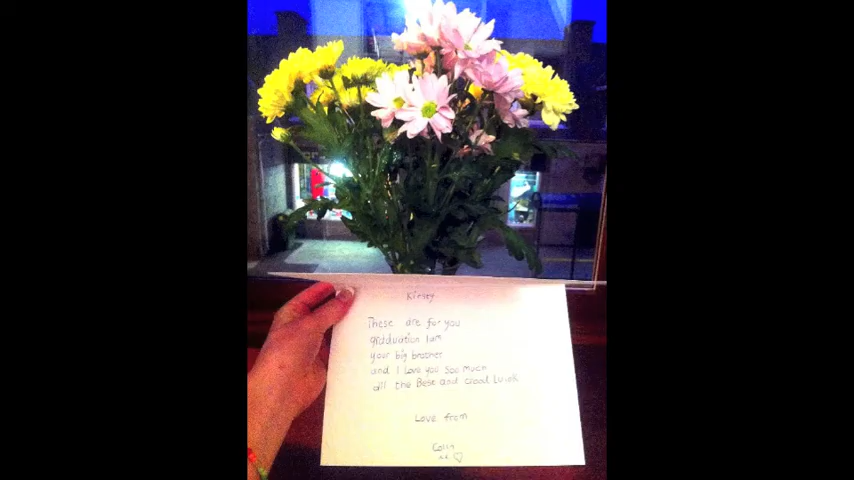 Kirsty
These are for you
graduation I am
your big brother
and I Love you soo much
all the Best and Good Luck
Love from
Colin
xx ♡